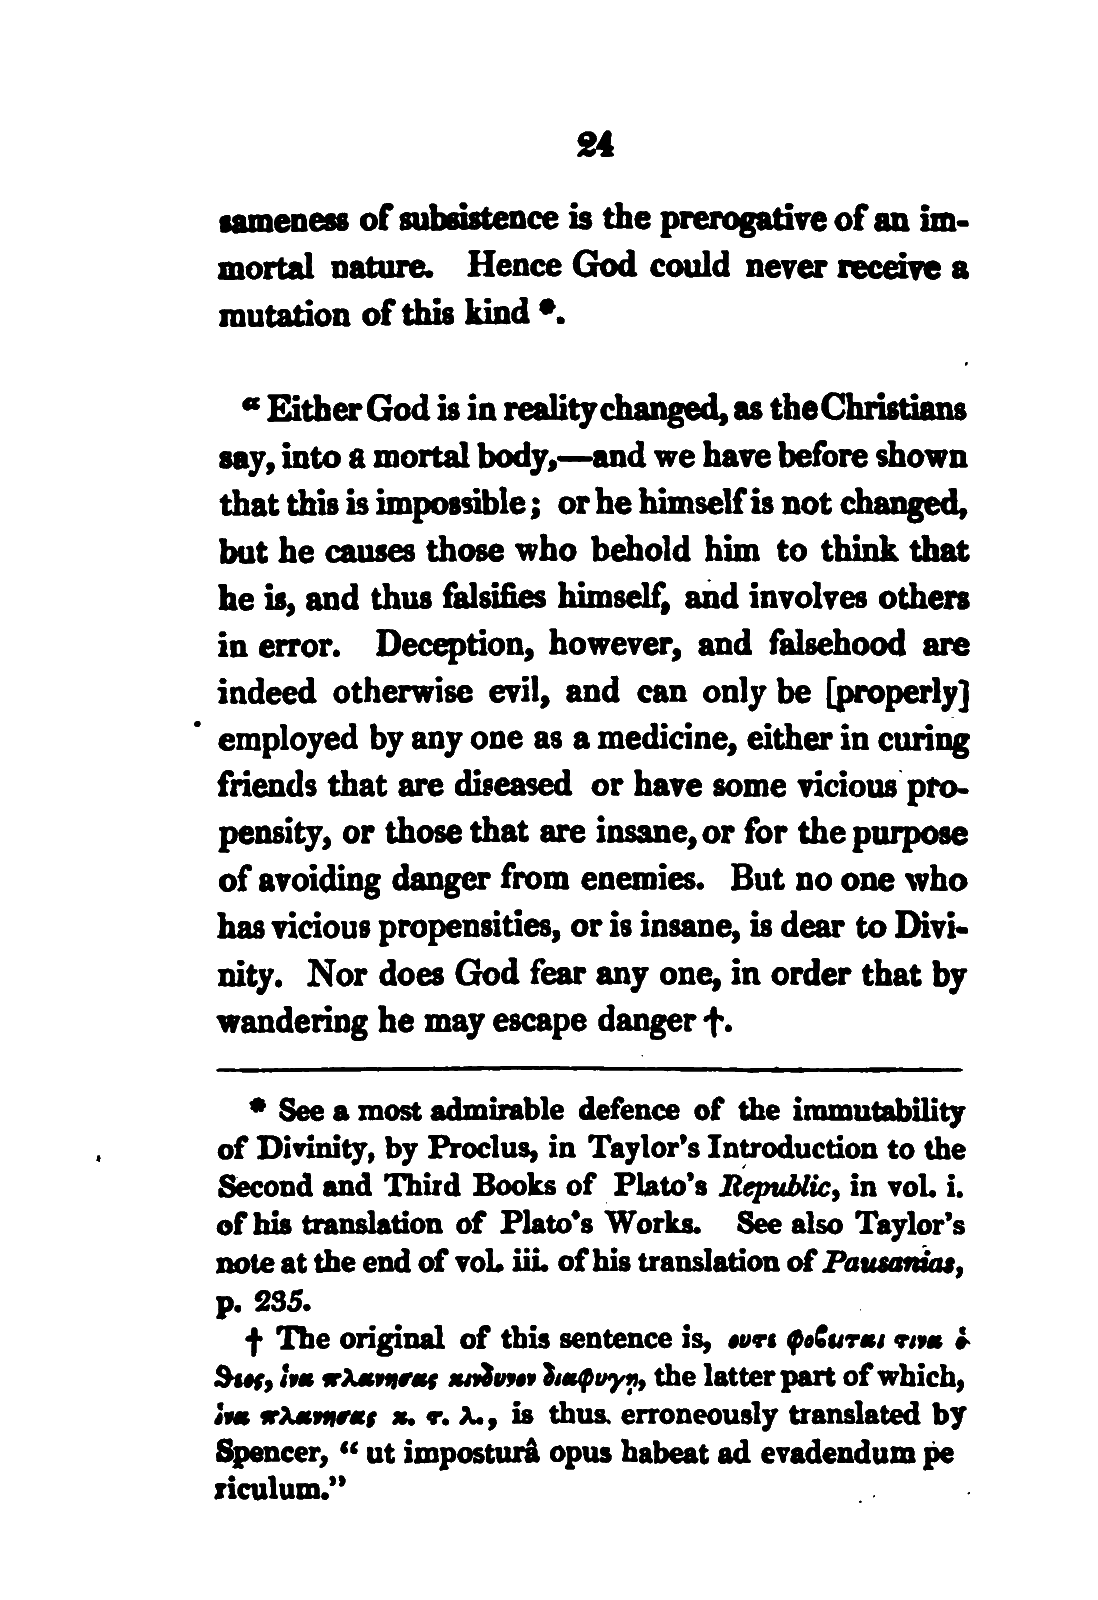 24
sameness of subsistence is the prerogative of an im-
mortal nature. Hence God could never receive a
mutation of this kind *.
“ Either God is in reality changed, as the Christians
say, into a mortal body,—and we have before shown
that this is impossible; or he himself is not changed,
but he causes those who behold him to think that
he is, and thus falsifies himself, and involves others
in error. Deception, however, and falsehood are
indeed otherwise evil, and can only be [properly]
employed by any one as a medicine, either in curing
friends that are diseased or have some vicious pro-
pensity, or those that are insane, or for the purpose
of avoiding danger from enemies. But no one who
has vicious propensities, or is insane, is dear to Divi-
nity. Nor does God fear any one, in order that by
wandering he may escape danger †.
* See a most admirable defence of the immutability
of Divinity, by Proclus, in Taylor's Introduction to the
Second and Third Books of Plato's Republic, in vol. i.
of his translation of Plato's Works. See also Taylor's
note at the end of vol. iii. of his translation of Pausanias,
p. 235.
† The original of this sentence is, ουτε φοϐειται τινα ὁ
ϑεος, ἱνα πλανησας κινδυνον διαφυγῃ, the latter part of which,
ἱνα πλανησας κ. τ. λ., is thus erroneously translated by
Spencer, “ ut imposturâ opus habeat ad evadendum pe
riculum.”